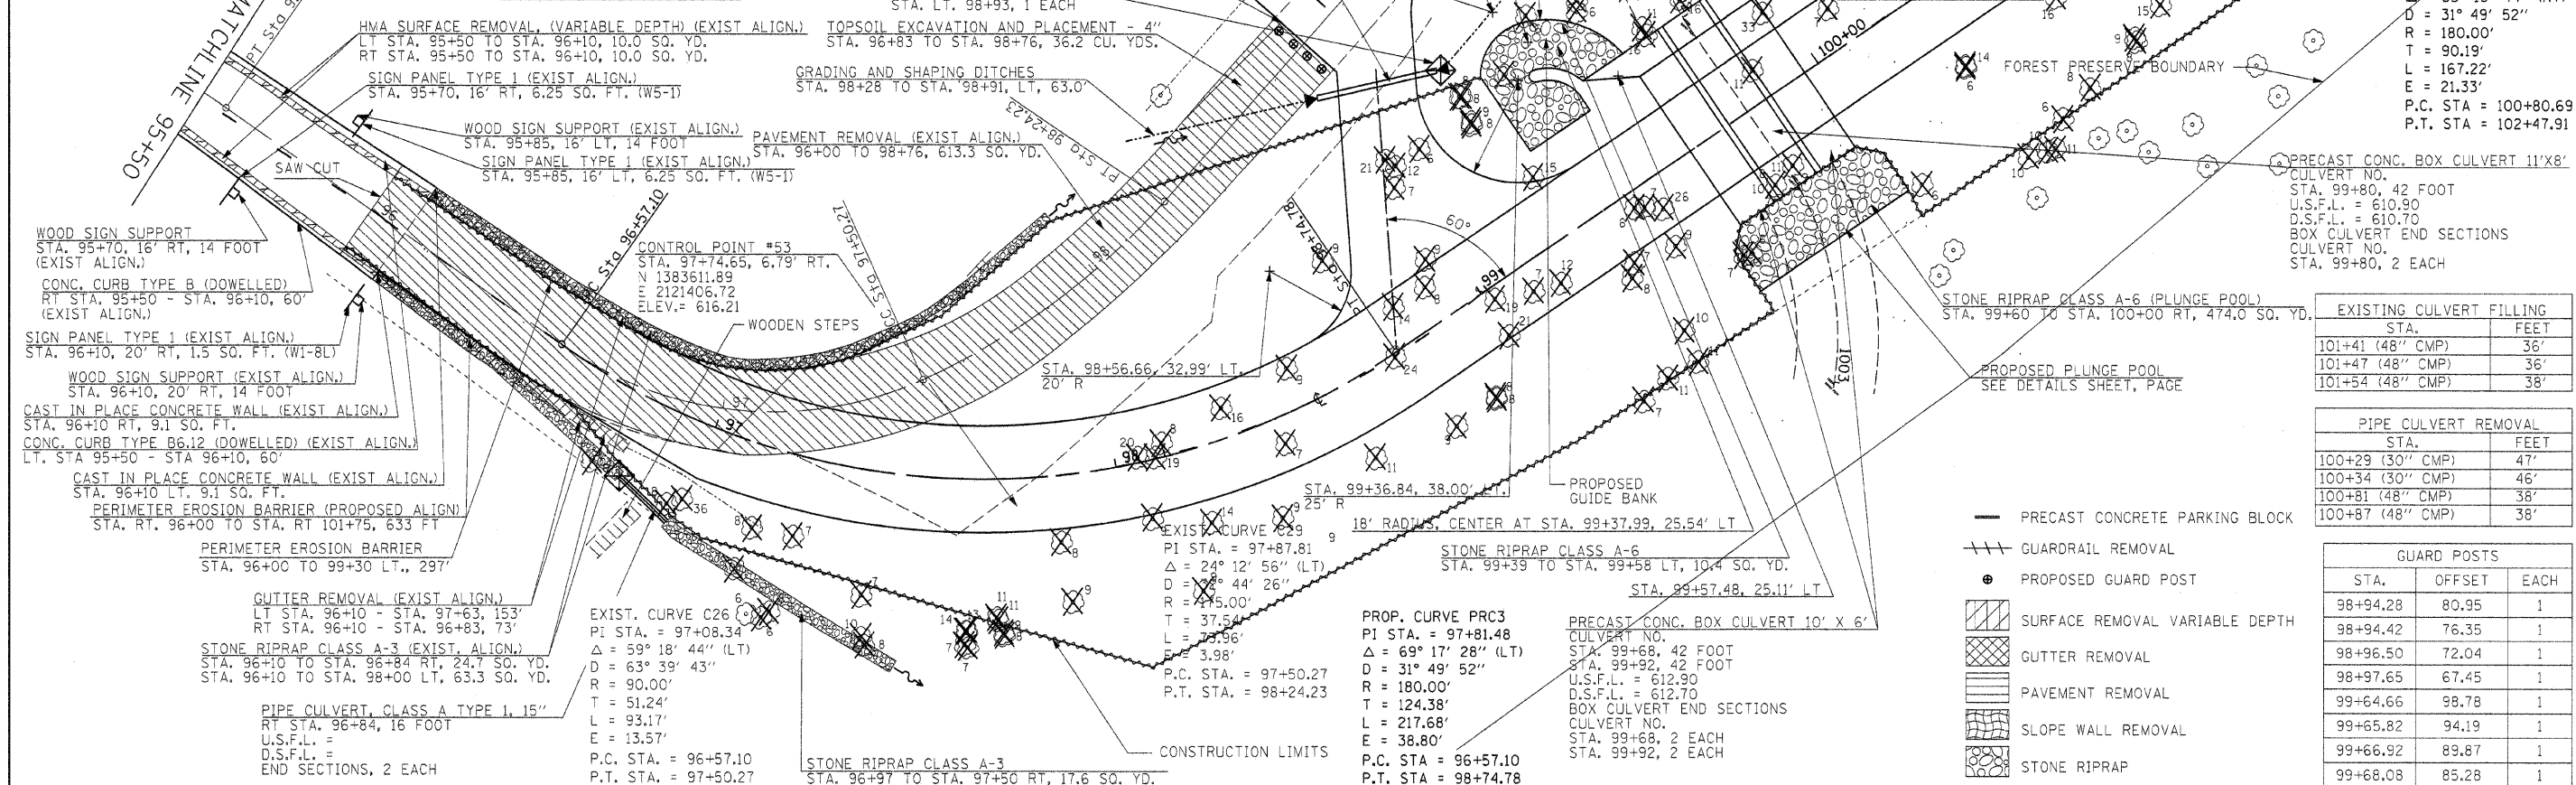 MATCHLINE 95+50
HMA SURFACE REMOVAL, (VARIABLE DEPTH) (EXIST ALIGN.)
LT STA. 95+50 TO STA. 96+10, 10.0 SQ. YD.
RT STA. 95+50 TO STA. 96+10, 10.0 SQ. YD.
SIGN PANEL TYPE 1 (EXIST ALIGN.)
STA. 95+70, 16' RT, 6.25 SQ. FT. (W5-1)
WOOD SIGN SUPPORT (EXIST ALIGN.)
STA. 95+85, 16' LT, 14 FOOT
SIGN PANEL TYPE 1 (EXIST ALIGN.)
STA. 95+85, 16' LT, 6.25 SQ. FT. (W5-1)
SAW CUT
STA. LT. 98+93, 1 EACH
TOPSOIL EXCAVATION AND PLACEMENT - 4"
STA. 96+83 TO STA. 98+76, 36.2 CU. YDS.
GRADING AND SHAPING DITCHES
STA. 98+28 TO STA. 98+91, LT, 63.0'
PAVEMENT REMOVAL (EXIST ALIGN.)
STA. 96+00 TO 98+76, 613.3 SQ. YD.
PT Sta 98+24.23
Sta 97+50.27
Sta 96+57.10
PT Sta 98+74.78
60°
100+00
WOOD SIGN SUPPORT
STA. 95+70, 16' RT, 14 FOOT
(EXIST ALIGN.)
CONC. CURB TYPE B (DOWELLED)
RT STA. 95+50 - STA. 96+10, 60'
(EXIST ALIGN.)
SIGN PANEL TYPE 1 (EXIST ALIGN.)
STA. 96+10, 20' RT, 1.5 SQ. FT. (W1-8L)
WOOD SIGN SUPPORT (EXIST ALIGN.)
STA. 96+10, 20' RT, 14 FOOT
CAST IN PLACE CONCRETE WALL (EXIST ALIGN.)
STA. 96+10 RT, 9.1 SQ. FT.
CONC. CURB TYPE B6.12 (DOWELLED) (EXIST ALIGN.)
LT. STA 95+50 - STA 96+10, 60'
CAST IN PLACE CONCRETE WALL (EXIST ALIGN.)
STA. 96+10 LT. 9.1 SQ. FT.
PERIMETER EROSION BARRIER (PROPOSED ALIGN)
STA. RT. 96+00 TO STA. RT 101+75, 633 FT
PERIMETER EROSION BARRIER
STA. 96+00 TO 99+30 LT., 297'
GUTTER REMOVAL (EXIST ALIGN.)
LT STA. 96+10 - STA. 97+63, 153'
RT STA. 96+10 - STA. 96+83, 73'
STONE RIPRAP CLASS A-3 (EXIST. ALIGN.)
STA. 96+10 TO STA. 96+84 RT, 24.7 SQ. YD.
STA. 96+10 TO STA. 98+00 LT, 63.3 SQ. YD.
PIPE CULVERT, CLASS A TYPE 1, 15"
RT STA. 96+84, 16 FOOT
U.S.F.L. =
D.S.F.L. =
END SECTIONS, 2 EACH
CONTROL POINT #53
STA. 97+74.65, 6.79' RT.
N 1383611.89
E 2121406.72
ELEV.= 616.21
WOODEN STEPS
EXIST. CURVE C26
PI STA. = 97+08.34
Δ = 59° 18' 44" (LT)
D = 63° 39' 43"
R = 90.00'
T = 51.24'
L = 93.17'
E = 13.57'
P.C. STA. = 96+57.10
P.T. STA. = 97+50.27
STONE RIPRAP CLASS A-3
STA. 96+97 TO STA. 97+50 RT, 17.6 SQ. YD.
STA. 98+56.66, 32.99' LT.
20' R
EXIST. CURVE C29
PI STA. = 97+87.81
Δ = 24° 12' 56" (LT)
T = 37.54'
E = 3.98'
P.C. STA. = 97+50.27
P.T. STA. = 98+24.23
CONSTRUCTION LIMITS
STA. 99+36.84, 38.00' LT.
25' R
PROPOSED
GUIDE BANK
18' RADIUS, CENTER AT STA. 99+37.99, 25.54' LT
STONE RIPRAP CLASS A-6
STA. 99+39 TO STA. 99+58 LT, 10.4 SQ. YD.
STA. 99+57.48, 25.11' LT
PROP. CURVE PRC3
PI STA. = 97+81.48
Δ = 69° 17' 28" (LT)
D = 31° 49' 52"
R = 180.00'
T = 124.38'
L = 217.68'
E = 38.80'
P.C. STA = 96+57.10
P.T. STA = 98+74.78
PRECAST CONC. BOX CULVERT 10' X 6'
CULVERT NO.
STA. 99+68, 42 FOOT
STA. 99+92, 42 FOOT
U.S.F.L. = 612.90
D.S.F.L. = 612.70
BOX CULVERT END SECTIONS
CULVERT NO.
STA. 99+68, 2 EACH
STA. 99+92, 2 EACH
FOREST PRESERVE BOUNDARY
D = 31° 49' 52"
R = 180.00'
T = 90.19'
L = 167.22'
E = 21.33'
P.C. STA = 100+80.69
P.T. STA = 102+47.91
PRECAST CONC. BOX CULVERT 11'X8'
CULVERT NO.
STA. 99+80, 42 FOOT
U.S.F.L. = 610.90
D.S.F.L. = 610.70
BOX CULVERT END SECTIONS
CULVERT NO.
STA. 99+80, 2 EACH
STONE RIPRAP CLASS A-6 (PLUNGE POOL)
STA. 99+60 TO STA. 100+00 RT, 474.0 SQ. YD.
PROPOSED PLUNGE POOL
SEE DETAILS SHEET, PAGE
EXISTING CULVERT FILLING
STA. FEET
101+41 (48" CMP) 36'
101+47 (48" CMP) 36'
101+54 (48" CMP) 38'
PIPE CULVERT REMOVAL
STA. FEET
100+29 (30" CMP) 47'
100+34 (30" CMP) 46'
100+81 (48" CMP) 38'
100+87 (48" CMP) 38'
PRECAST CONCRETE PARKING BLOCK
GUARDRAIL REMOVAL
PROPOSED GUARD POST
SURFACE REMOVAL VARIABLE DEPTH
GUTTER REMOVAL
PAVEMENT REMOVAL
SLOPE WALL REMOVAL
STONE RIPRAP
GUARD POSTS
STA. OFFSET EACH
98+94.28 80.95 1
98+94.42 76.35 1
98+96.50 72.04 1
98+97.65 67.45 1
99+64.66 98.78 1
99+65.82 94.19 1
99+66.92 89.87 1
99+68.08 85.28 1